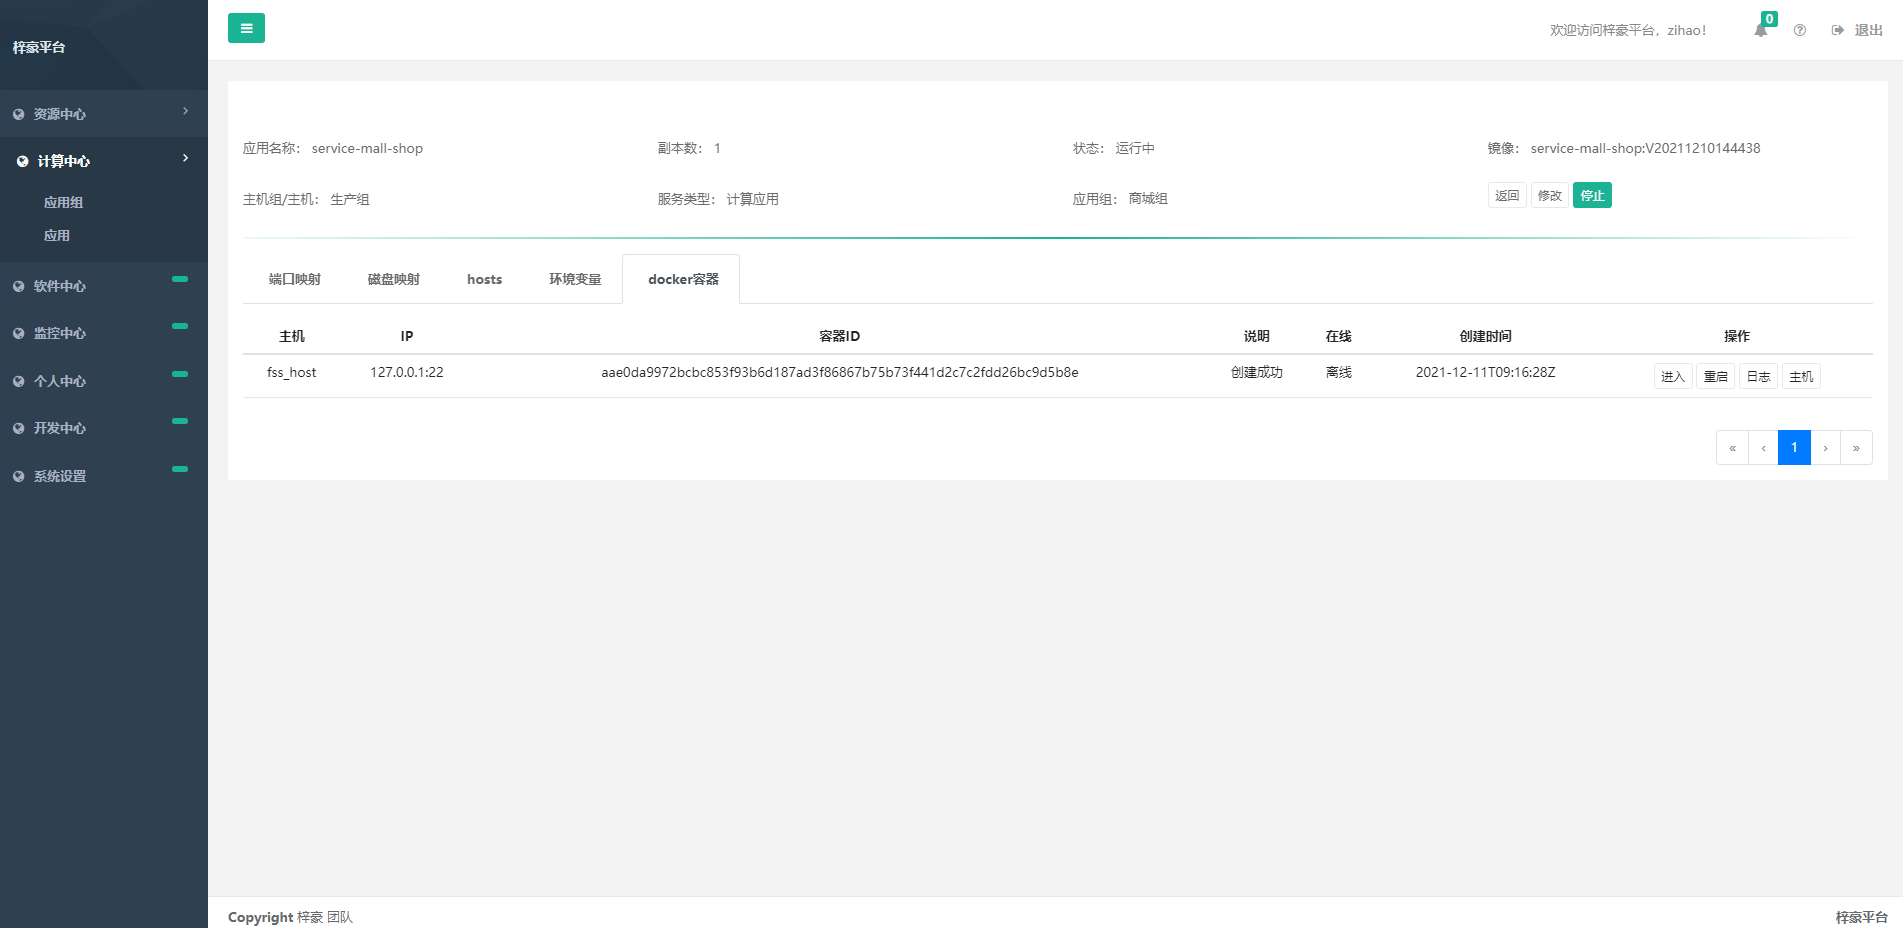 梓豪平台
欢迎访问梓豪平台，zihao！
0
退出
资源中心
计算中心
应用组
应用
软件中心
监控中心
个人中心
开发中心
系统设置
应用名称： service-mall-shop 副本数： 1 状态： 运行中 镜像： service-mall-shop:V20211210144438
主机组/主机： 生产组 服务类型： 计算应用 应用组： 商城组 返回 修改 停止
端口映射 磁盘映射 hosts 环境变量 docker容器
主机 IP 容器ID 说明 在线 创建时间 操作
fss_host 127.0.0.1:22 aae0da9972bcbc853f93b6d187ad3f86867b75b73f441d2c7c2fdd26bc9d5b8e 创建成功 离线 2021-12-11T09:16:28Z 进入 重启 日志 主机
« ‹ 1 › »
Copyright 梓豪 团队 梓豪平台